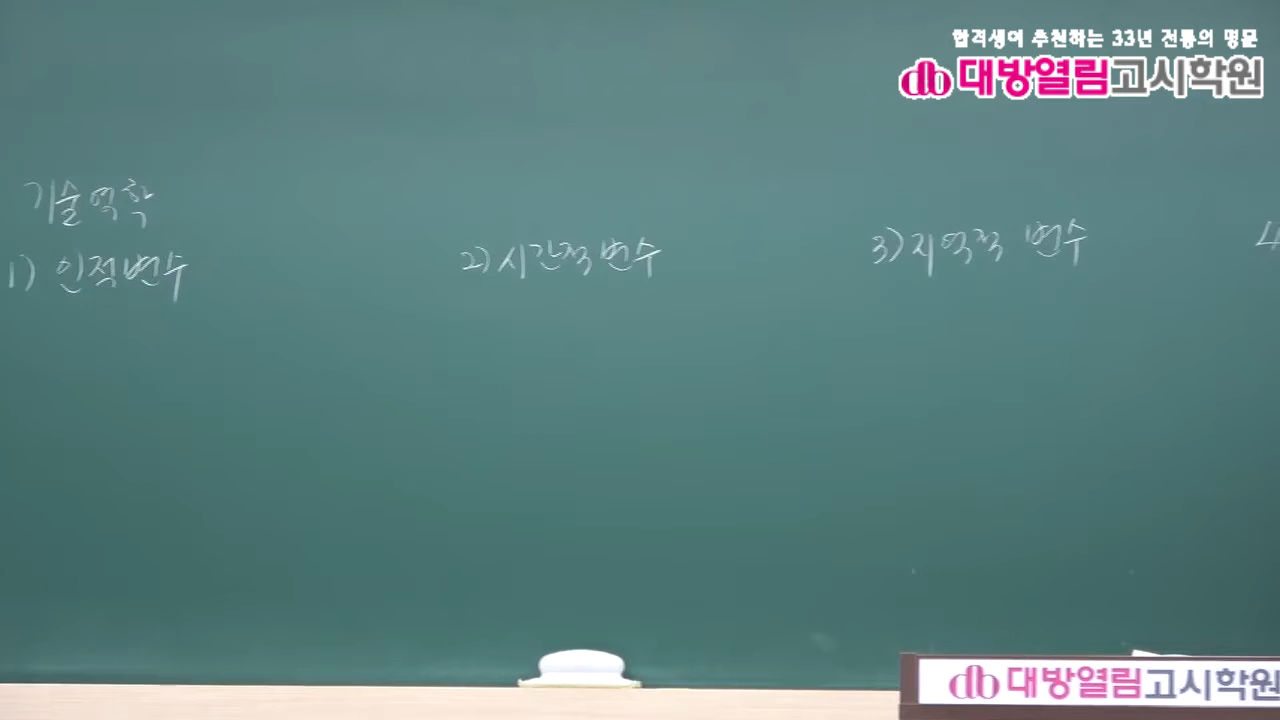 합격생이 추천하는 33년 전통의 명문
대방열림고시학원
기술역학
1) 인적변수
2) 시간적 변수
3) 지역적 변수
4
대방열림고시학원